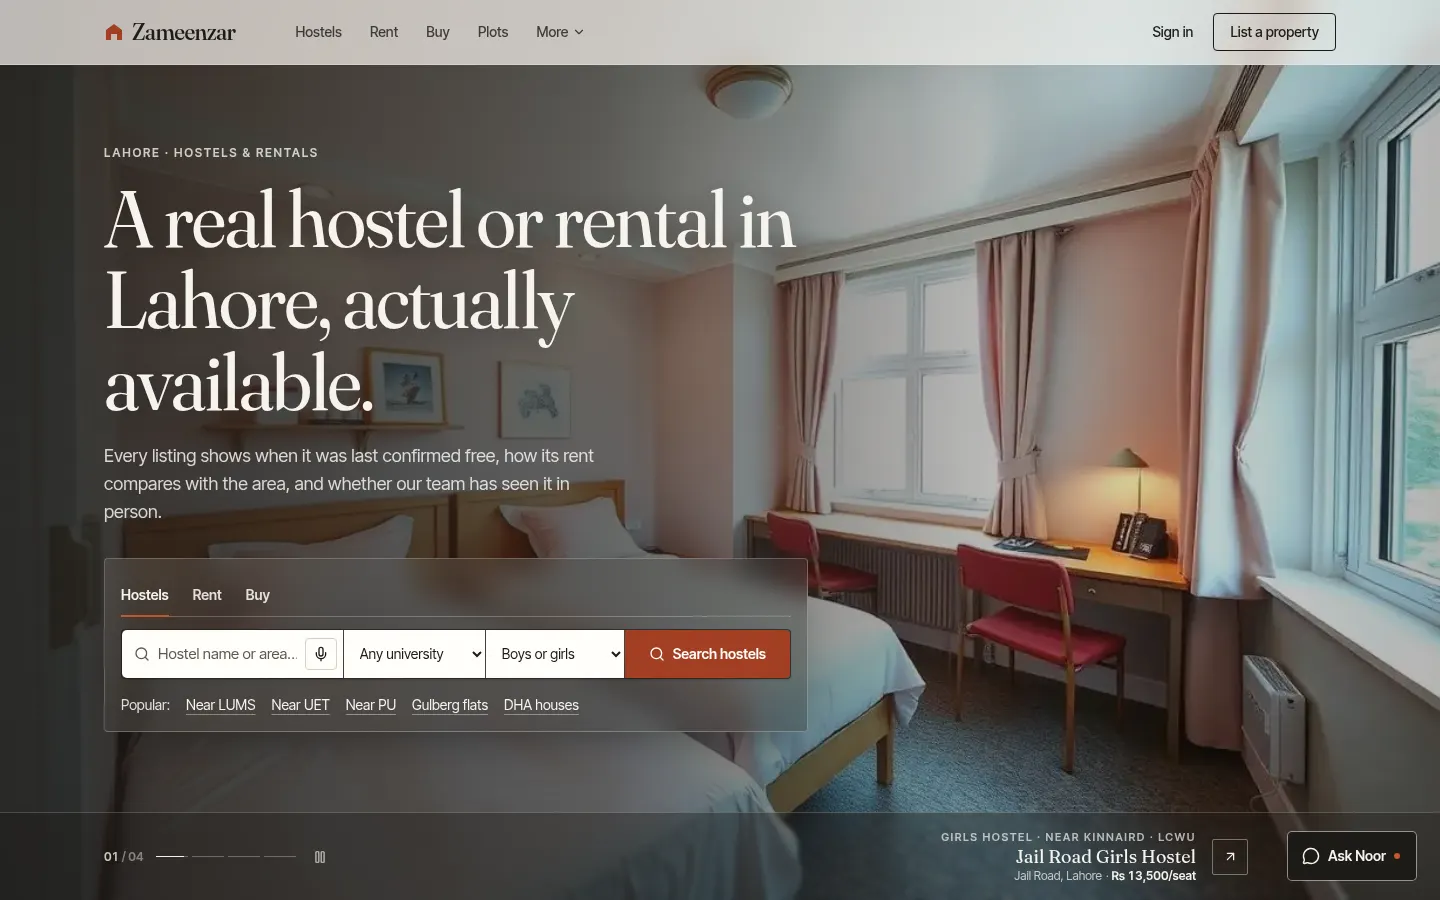 Zameenzar
Hostels
Rent
Buy
Plots
More
Sign in
List a property
LAHORE · HOSTELS & RENTALS
A real hostel or rental in
Lahore, actually
available.
Every listing shows when it was last confirmed free, how its rent
compares with the area, and whether our team has seen it in
person.
Hostels
Rent
Buy
Hostel name or area...
Any university
Boys or girls
Search hostels
Popular:
Near LUMS
Near UET
Near PU
Gulberg flats
DHA houses
01 / 04
GIRLS HOSTEL · NEAR KINNAIRD · LCWU
Jail Road Girls Hostel
Jail Road, Lahore · Rs 13,500/seat
Ask Noor